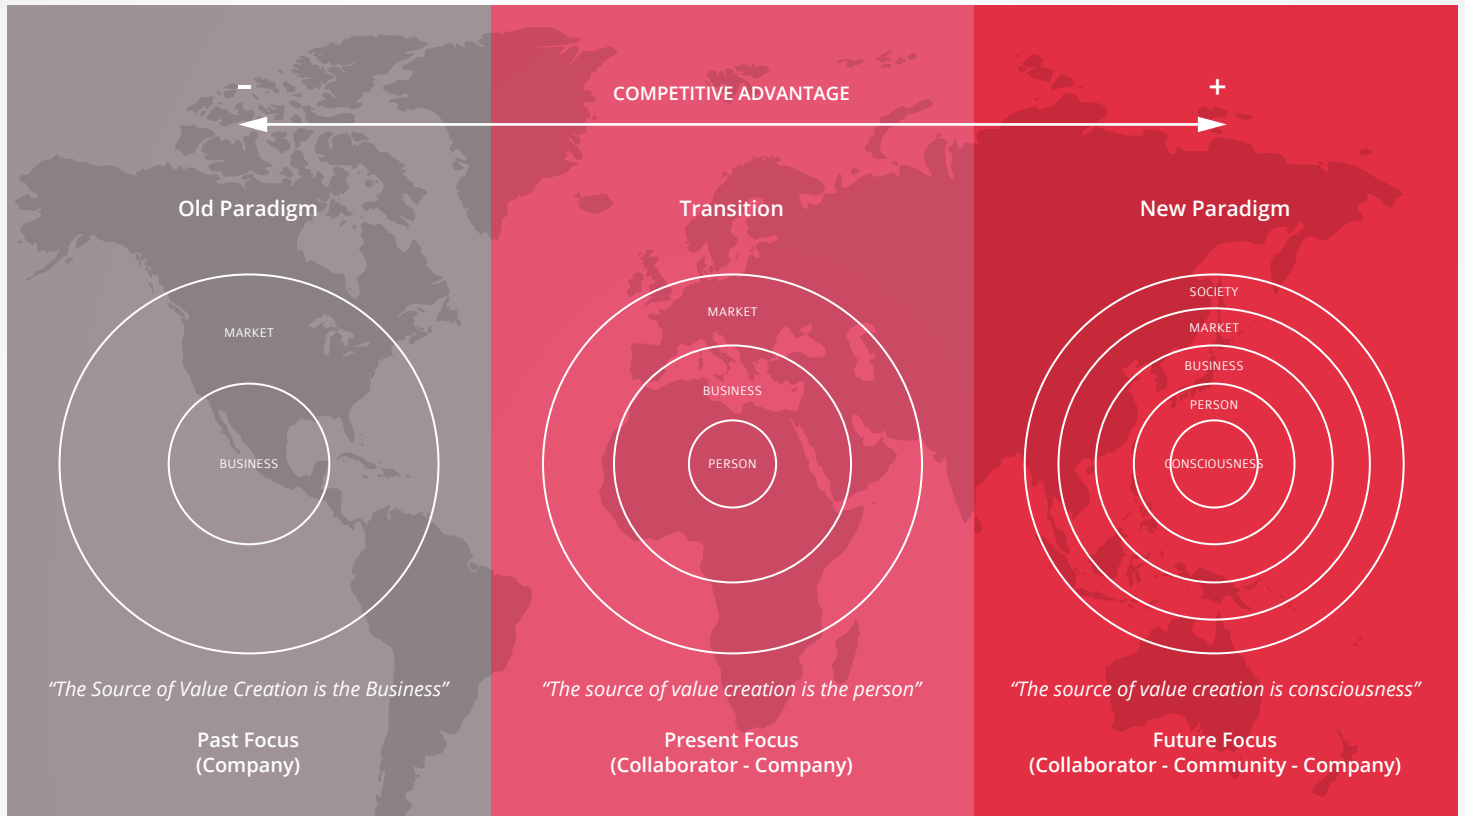 –
COMPETITIVE ADVANTAGE
+
Old Paradigm
MARKET
BUSINESS
“The Source of Value Creation is the Business”
Past Focus
(Company)
Transition
MARKET
BUSINESS
PERSON
“The source of value creation is the person”
Present Focus
(Collaborator - Company)
New Paradigm
SOCIETY
MARKET
BUSINESS
PERSON
CONSCIOUSNESS
“The source of value creation is consciousness”
Future Focus
(Collaborator - Community - Company)